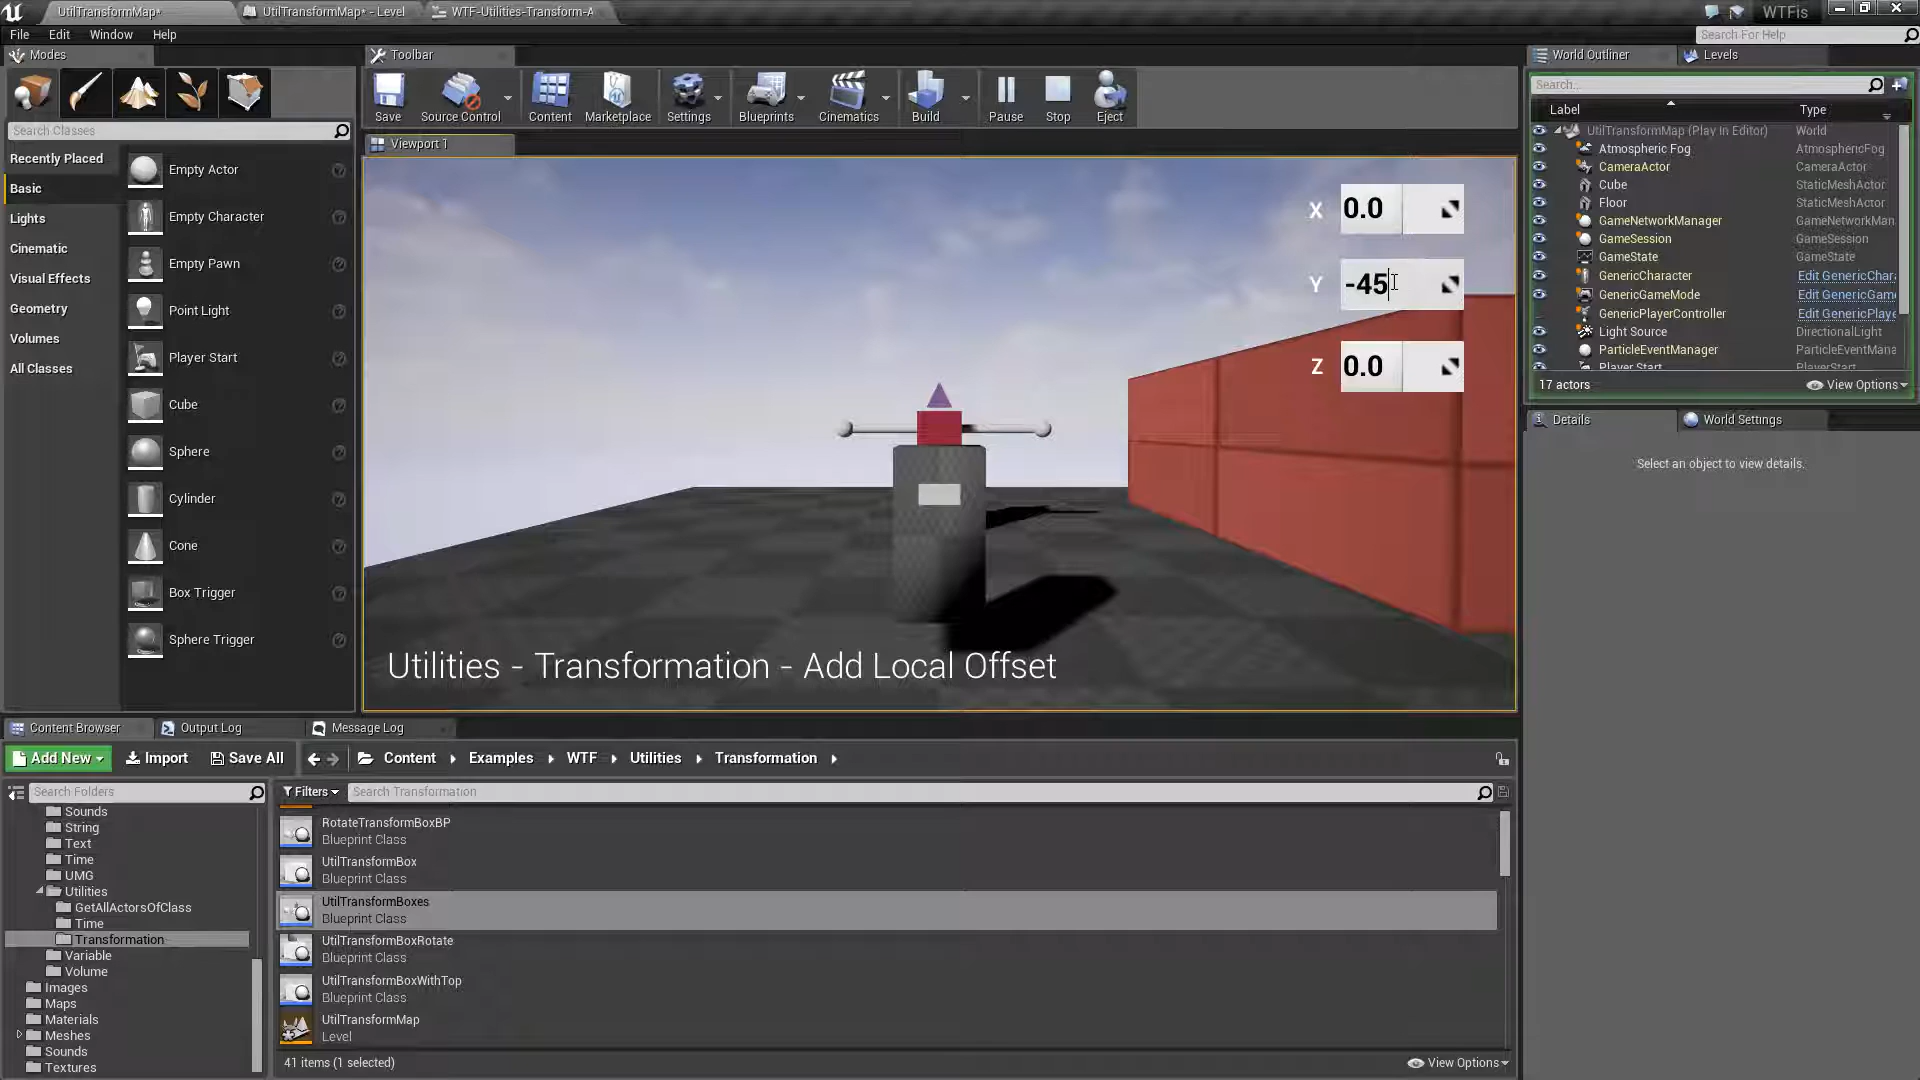 UtilTransformMap*
UtilTransformMap* - Level
WTF-Utilities-Transform-A
WTFis
File
Edit
Window
Help
Search For Help
Modes
Toolbar
World Outliner
Levels
Save
Source Control
Content
Marketplace
Settings
Blueprints
Cinematics
Build
Pause
Stop
Eject
Search...
Label
Type
Search Classes
Viewport 1
UtilTransformMap (Play In Editor)
World
Atmospheric Fog
AtmosphericFog
CameraActor
CameraActor
Cube
StaticMeshActor
Floor
StaticMeshActor
GameNetworkManager
GameNetworkMan
GameSession
GameSession
GameState
GameState
GenericCharacter
Edit GenericChar
GenericGameMode
Edit GenericGam
GenericPlayerController
Edit GenericPlaye
Light Source
DirectionalLight
ParticleEventManager
ParticleEventMana
Player Start
PlayerStart
17 actors
View Options
Recently Placed
Basic
Lights
Cinematic
Visual Effects
Geometry
Volumes
All Classes
Empty Actor
Empty Character
Empty Pawn
Point Light
Player Start
Cube
Sphere
Cylinder
Cone
Box Trigger
Sphere Trigger
X 0.0
Y -45
Z 0.0
Utilities - Transformation - Add Local Offset
Details
World Settings
Select an object to view details.
Content Browser
Output Log
Message Log
Add New
Import
Save All
Content
Examples
WTF
Utilities
Transformation
Search Folders
Filters
Search Transformation
Sounds
String
Text
Time
UMG
Utilities
GetAllActorsOfClass
Time
Transformation
Variable
Volume
Images
Maps
Materials
Meshes
Sounds
Textures
RotateTransformBoxBP
Blueprint Class
UtilTransformBox
Blueprint Class
UtilTransformBoxes
Blueprint Class
UtilTransformBoxRotate
Blueprint Class
UtilTransformBoxWithTop
Blueprint Class
UtilTransformMap
Level
41 items (1 selected)
View Options